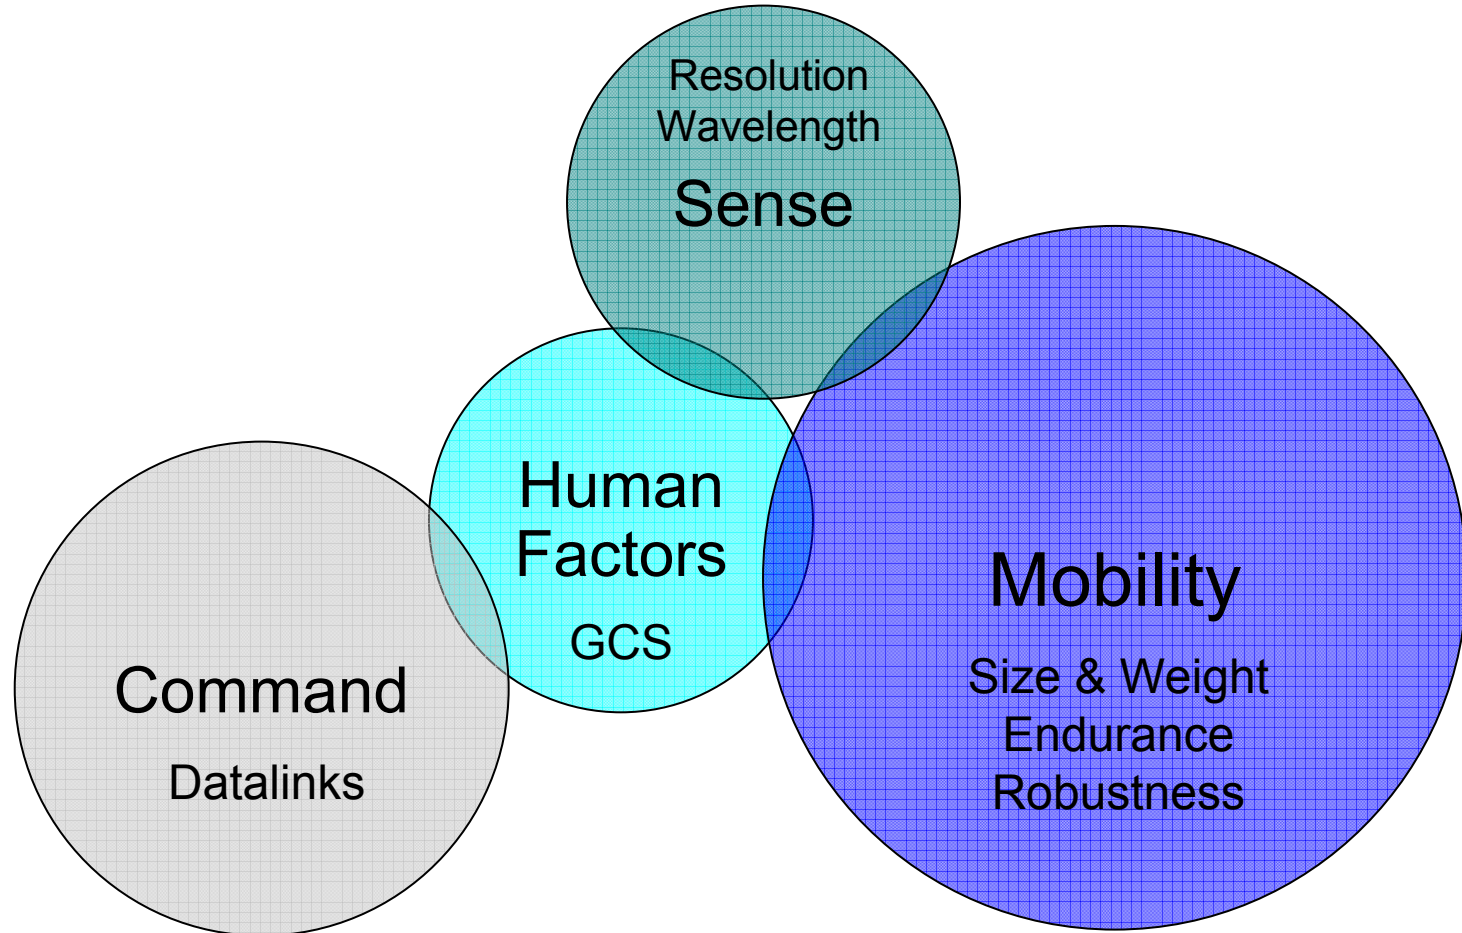 Resolution
Wavelength
Sense
Human
Factors
GCS
Mobility
Size & Weight
Endurance
Robustness
Command
Datalinks